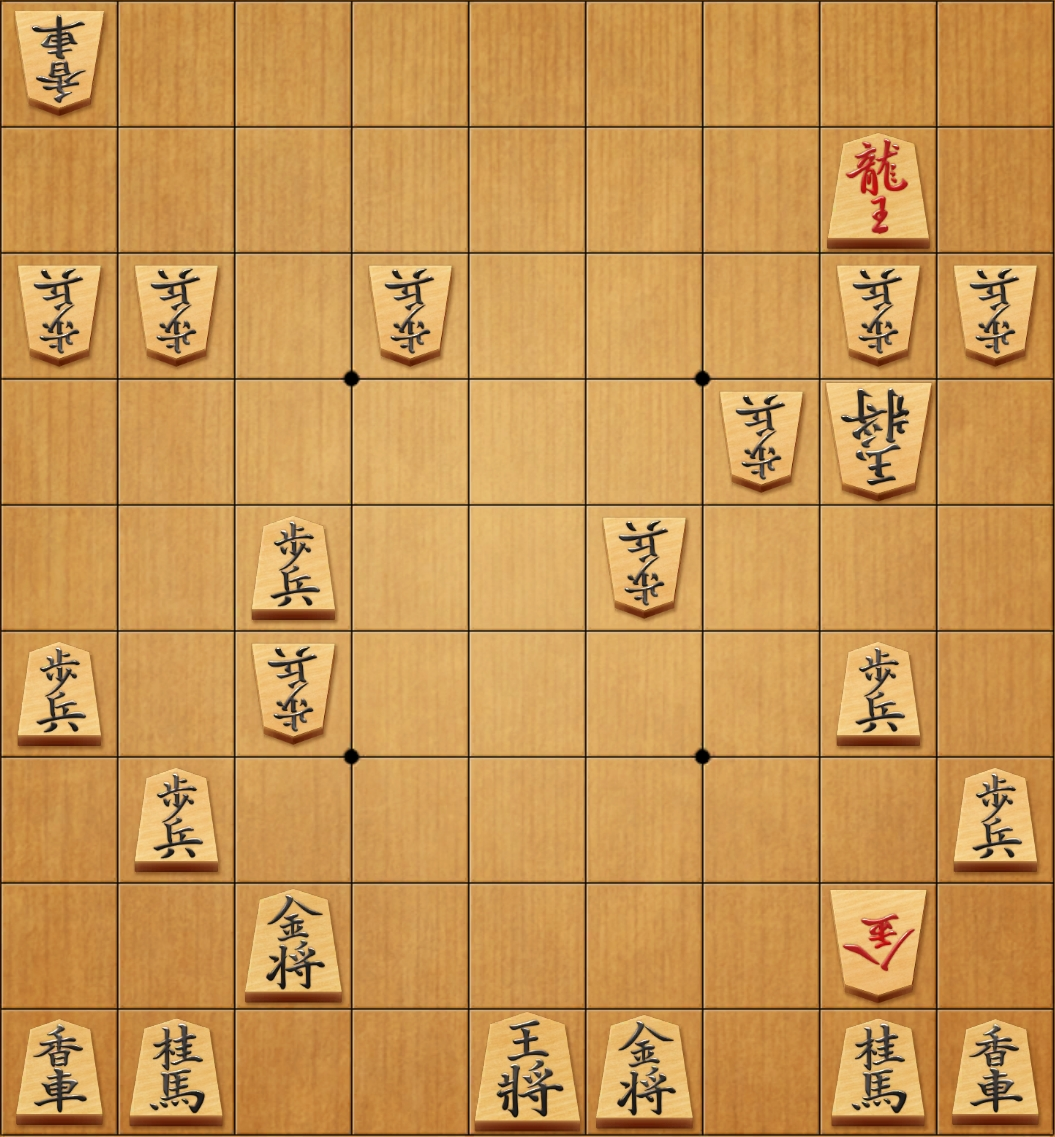 香車
龍王
歩兵 歩兵 歩兵 歩兵 歩兵
歩兵 玉将
歩兵 歩兵
歩兵 歩兵 歩兵
歩兵 歩兵
金将 全
香車 桂馬 王将 金将 桂馬 香車